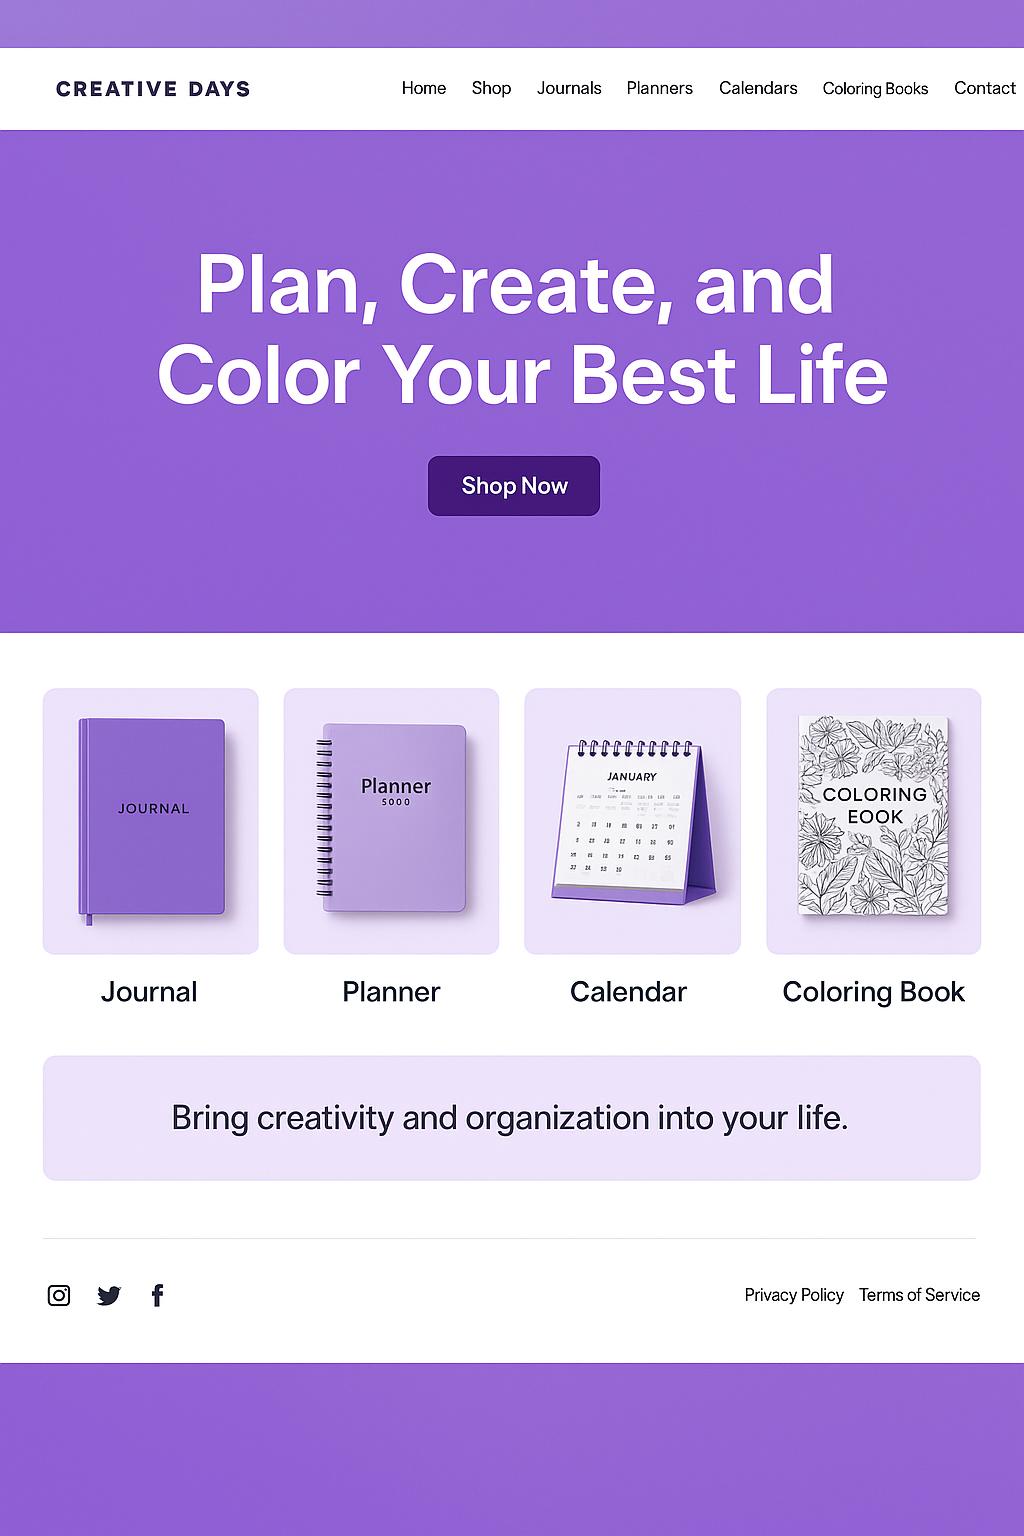 CREATIVE DAYS
Home Shop Journals Planners Calendars Coloring Books Contact
Plan, Create, and
Color Your Best Life
Shop Now
JOURNAL
Planner
5000
JANUARY
COLORING
EOOK
Journal
Planner
Calendar
Coloring Book
Bring creativity and organization into your life.
Privacy Policy Terms of Service